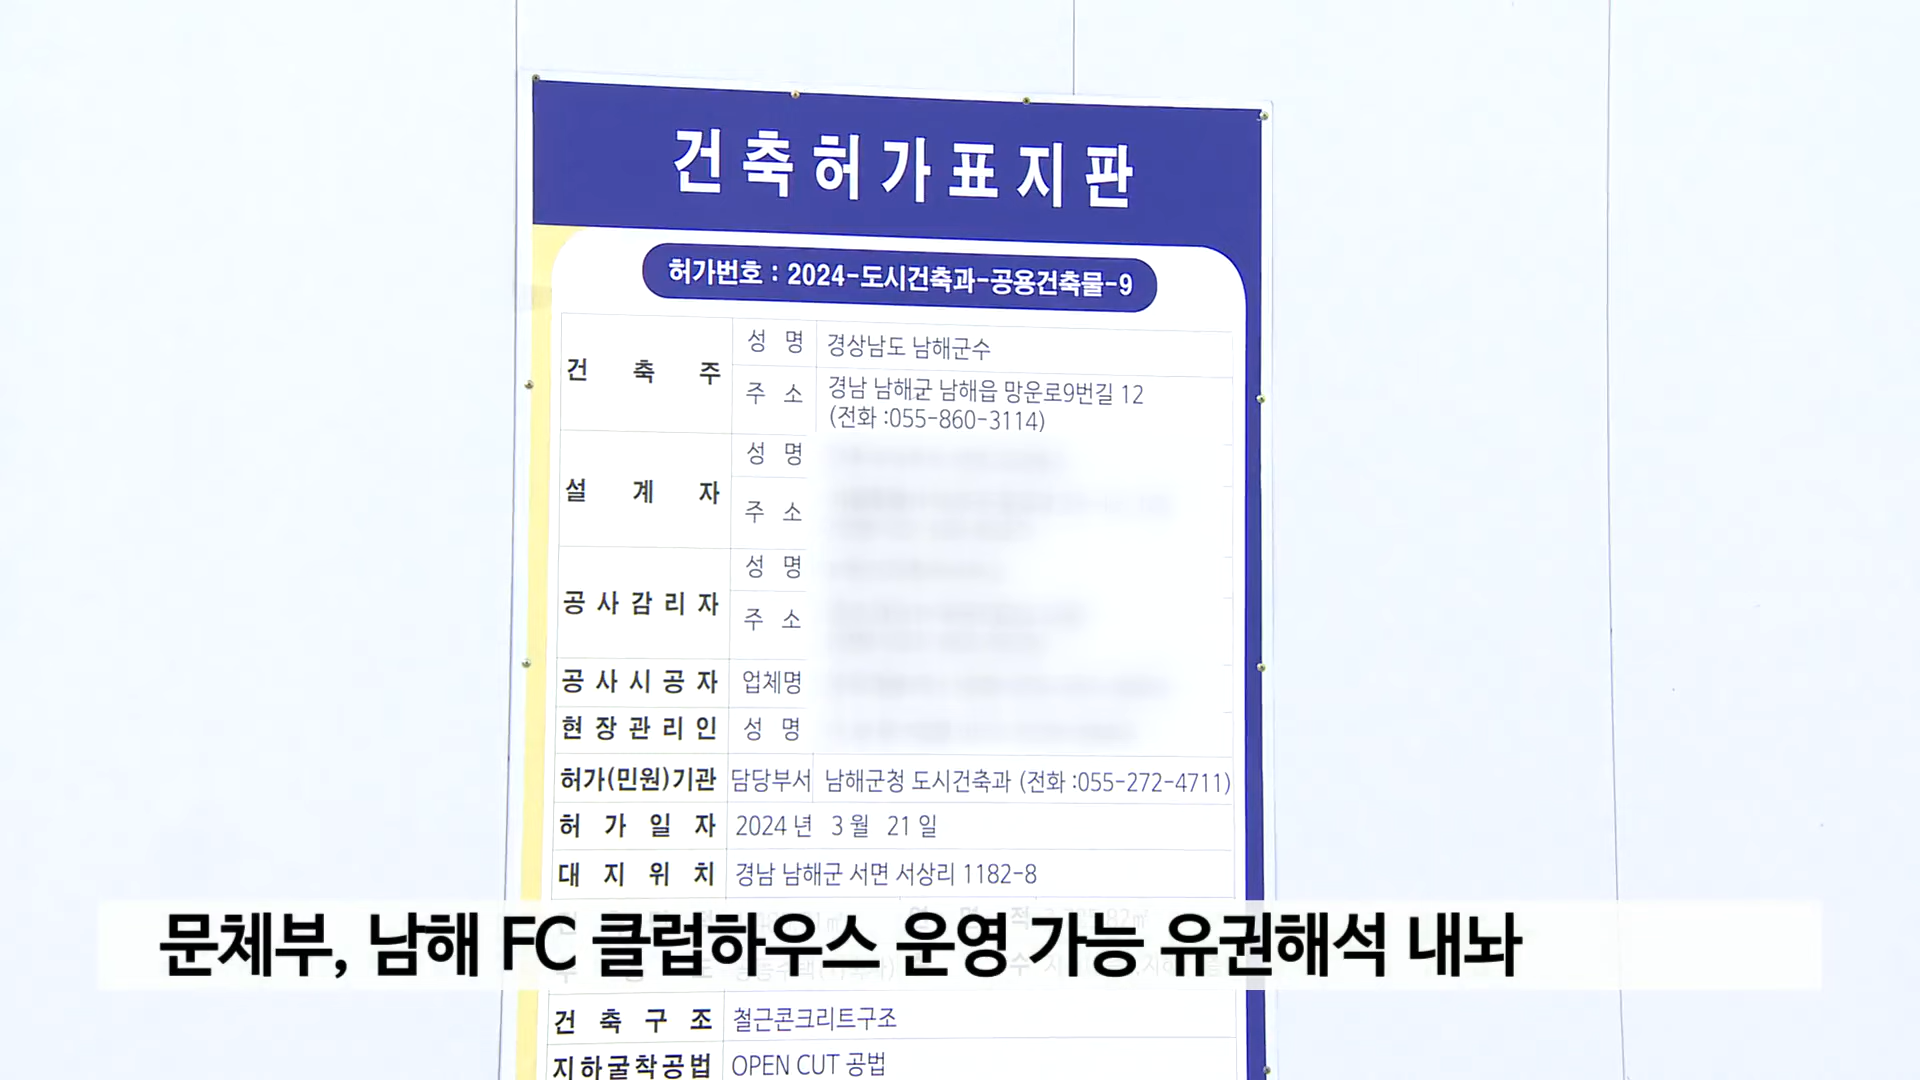 건축허가표지판
허가번호 : 2024-도시건축과-공용건축물-9
건축주 성명 경상남도 남해군수
주소 경남 남해군 남해읍 망운로9번길 12
(전화 :055-860-3114)
설계자 성명
주소
공사감리자 성명
주소
공사시공자 업체명
현장관리인 성명
허가(민원)기관 담당부서 남해군청 도시건축과 (전화 :055-272-4711)
허가일자 2024 년 3 월 21 일
대지위치 경남 남해군 서면 서상리 1182-8
문체부, 남해 FC 클럽하우스 운영 가능 유권해석 내놔
건축구조 철근콘크리트구조
지하굴착공법 OPEN CUT 공법